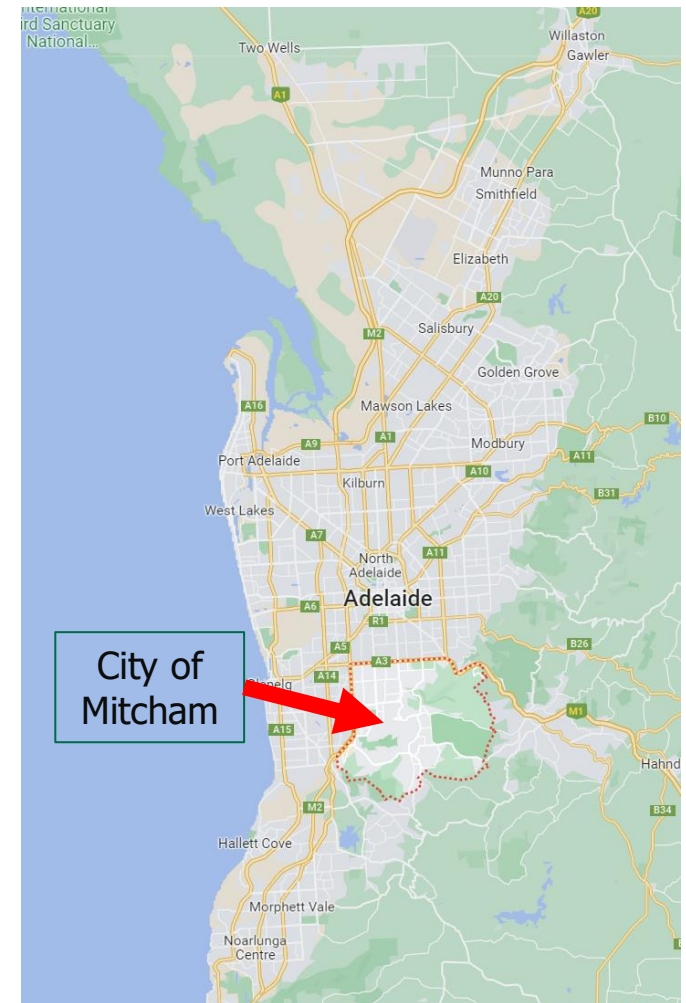 International
ird Sanctuary
National...
A20
Willaston
Gawler
Two Wells
A1
Munno Para
Smithfield
Elizabeth
A20
M2
Salisbury
Golden Grove
A16
Mawson Lakes
B10
A9
A1
Modbury
A11
Port Adelaide
A10
Kilburn
B31
West Lakes
A7
North
Adelaide
A11
Adelaide
A6
R1
A5
B26
A3
City of
Mitcham
A14
Glenelg
M1
A15
Hahnd
M2
B34
Hallett Cove
Morphett Vale
Noarlunga
Centre